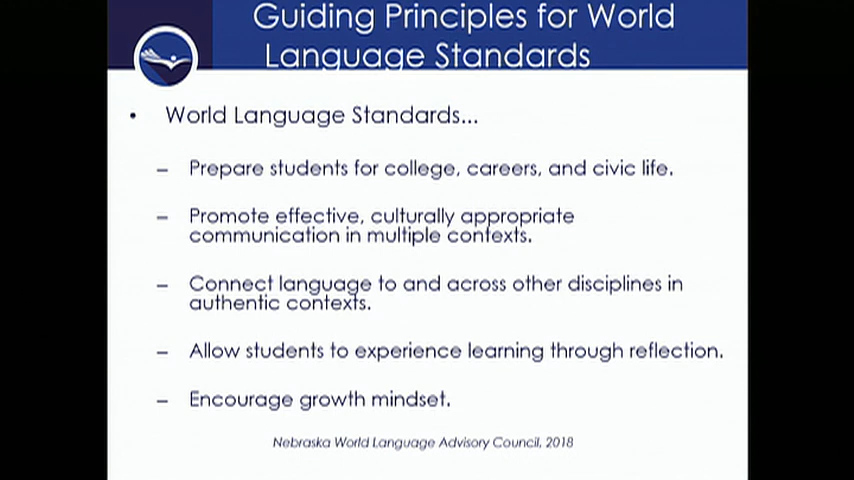 Guiding Principles for World
Language Standards
• World Language Standards...
– Prepare students for college, careers, and civic life.
– Promote effective, culturally appropriate
communication in multiple contexts.
– Connect language to and across other disciplines in
authentic contexts.
– Allow students to experience learning through reflection.
– Encourage growth mindset.
Nebraska World Language Advisory Council, 2018